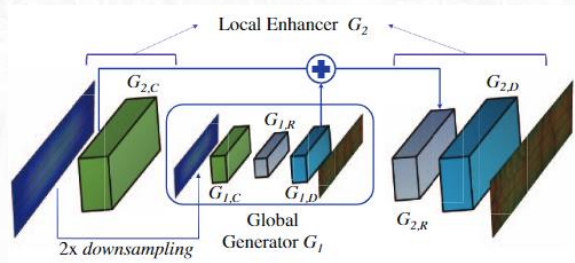 Local Enhancer G2
G2,C
G2,D
G1,R
G1,C
G1,D
G2,R
Global
Generator G1
2x downsampling